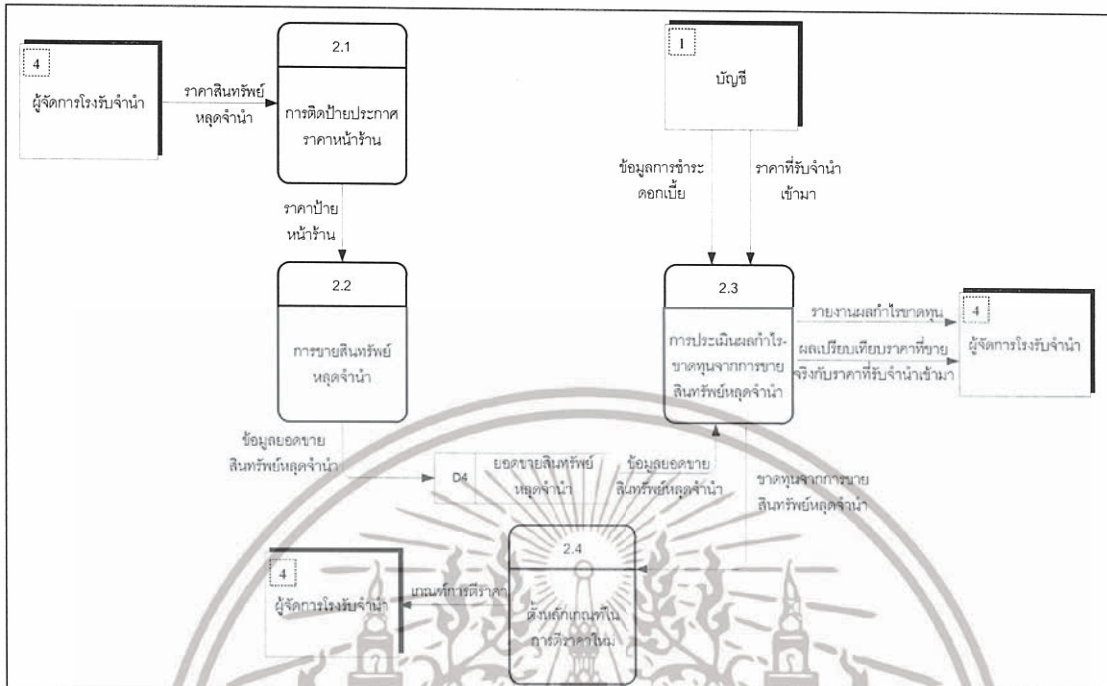 4
ผู้จัดการโรงรับจำนำ
ราคาสินทรัพย์
หลุดจำนำ
2.1
การติดป้ายประกาศ
ราคาหน้าร้าน
1
บัญชี
ราคาป้าย
หน้าร้าน
ข้อมูลการชำระ
ดอกเบี้ย
ราคาที่รับจำนำ
เข้ามา
2.2
การขายสินทรัพย์
หลุดจำนำ
2.3
การประเมินผลกำไร-
ขาดทุนจากการขาย
สินทรัพย์หลุดจำนำ
รายงานผลกำไรขาดทุน
ผลเปรียบเทียบราคาที่ขาย
จริงกับราคาที่รับจำนำเข้ามา
4
ผู้จัดการโรงรับจำนำ
ข้อมูลยอดขาย
สินทรัพย์หลุดจำนำ
D4
ยอดขายสินทรัพย์
หลุดจำนำ
ข้อมูลยอดขาย
สินทรัพย์หลุดจำนำ
ขาดทุนจากการขาย
สินทรัพย์หลุดจำนำ
2.4
ตั้งหลักเกณฑ์ใน
การตีราคาใหม่
เกณฑ์การตีราคา
4
ผู้จัดการโรงรับจำนำ